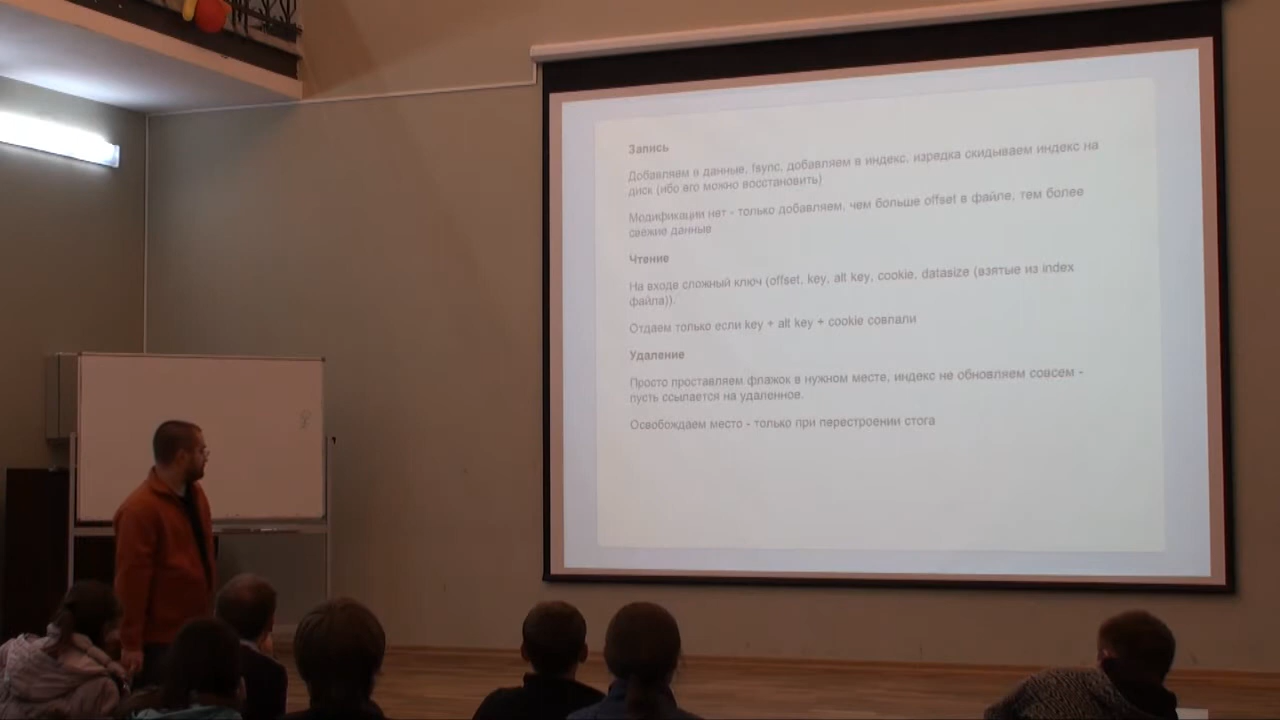 Запись
Добавляем в данные, fsync, добавляем в индекс, изредка скидываем индекс на
диск (ибо его можно восстановить)
Модификации нет - только добавляем, чем больше offset в файле, тем более
свежие данные
Чтение
На входе сложный ключ (offset, key, alt key, cookie, datasize (взятые из index
файла)).
Отдаем только если key + alt key + cookie совпали
Удаление
Просто проставляем флажок в нужном месте, индекс не обновляем совсем -
пусть ссылается на удаленное.
Освобождаем место - только при перестроении стога